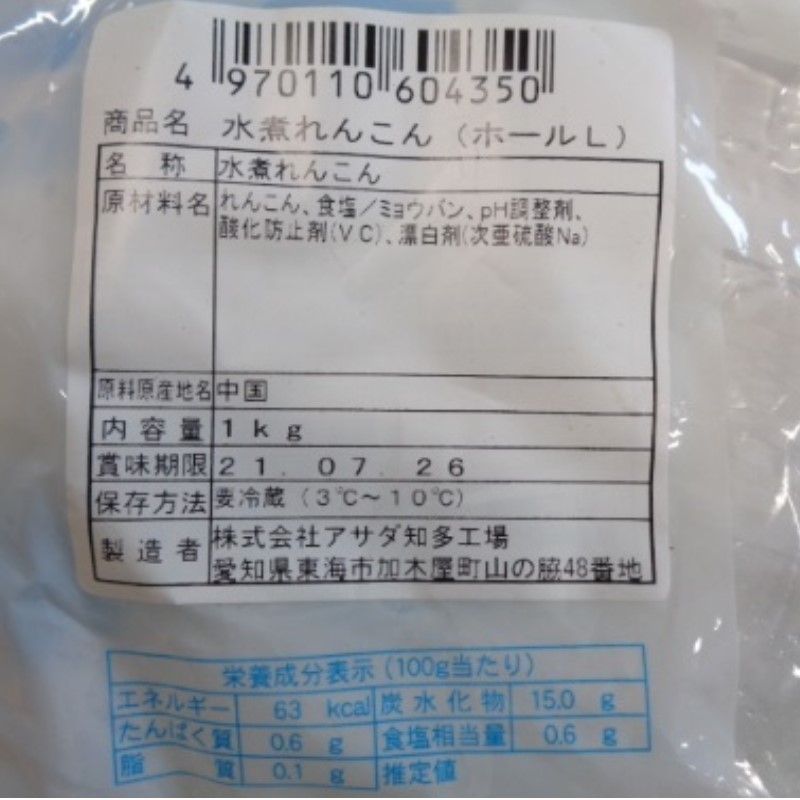 4 970110 604350
商品名 水煮れんこん（ホールL）
名称 水煮れんこん
原材料名 れんこん、食塩／ミョウバン、pH調整剤、
酸化防止剤(VC)、漂白剤(次亜硫酸Na)
原料原産地名 中国
内容量 1kg
賞味期限 21. 07. 26
保存方法 要冷蔵（3℃～10℃）
製造者 株式会社アサダ知多工場
愛知県東海市加木屋町山の脇48番地
栄養成分表示(100g当たり)
エネルギー 63 kcal 炭水化物 15.0 g
たんぱく質 0.6 g 食塩相当量 0.6 g
脂質 0.1 g 推定値